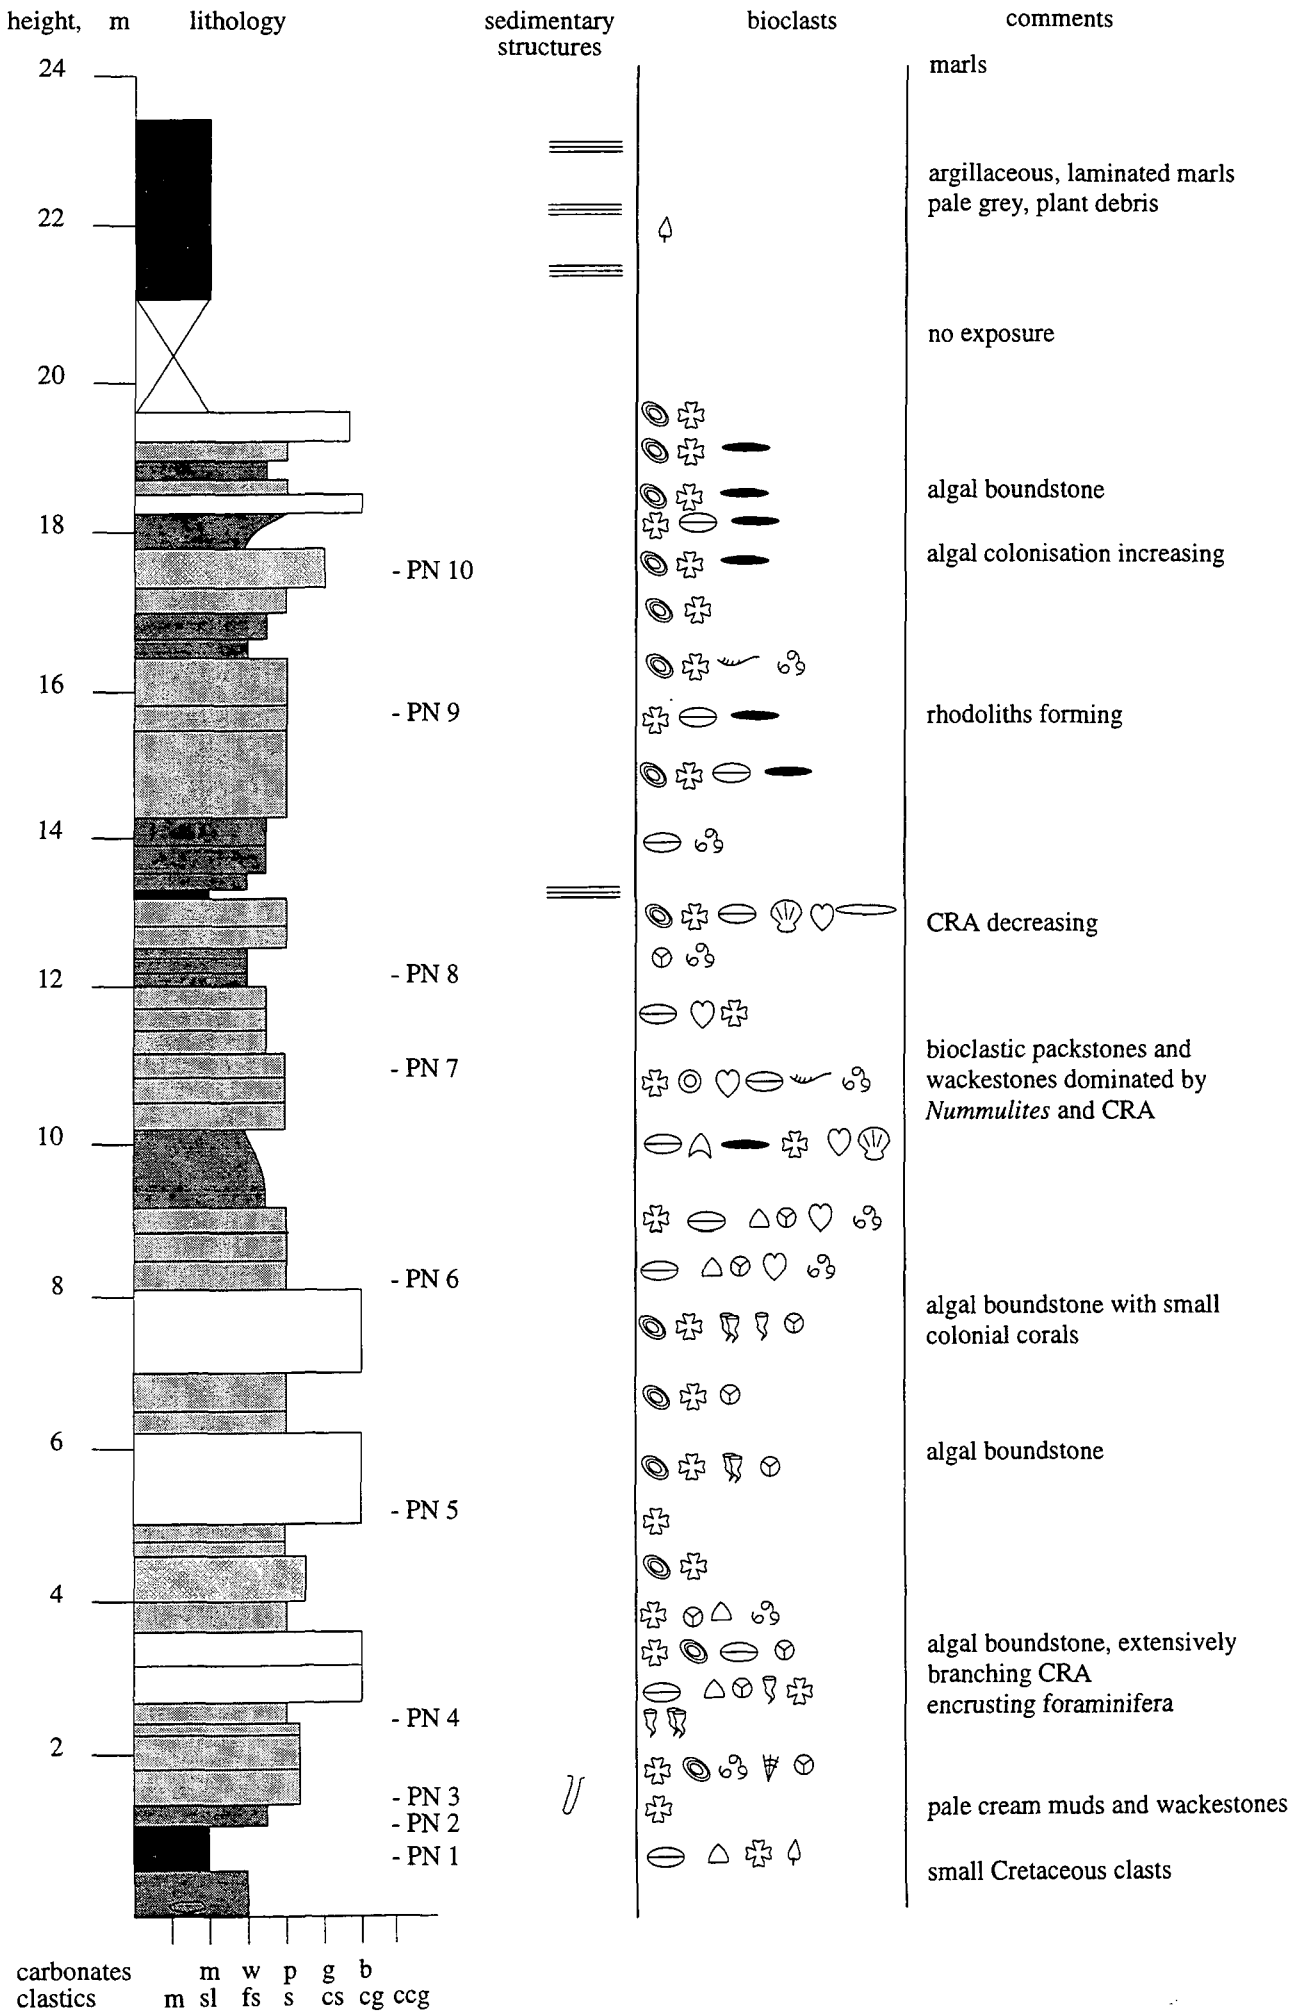 height, m lithology sedimentary structures bioclasts comments
24
marls
argillaceous, laminated marls
pale grey, plant debris
22
no exposure
20
algal boundstone
18
algal colonisation increasing
- PN 10
16
- PN 9
rhodoliths forming
14
CRA decreasing
- PN 8
12
bioclastic packstones and
- PN 7
wackestones dominated by
Nummulites and CRA
10
- PN 6
8
algal boundstone with small
colonial corals
6
algal boundstone
- PN 5
4
algal boundstone, extensively
branching CRA
encrusting foraminifera
- PN 4
2
- PN 3
pale cream muds and wackestones
- PN 2
- PN 1
small Cretaceous clasts
carbonates m w p g b
clastics m sl fs s cs cg ccg